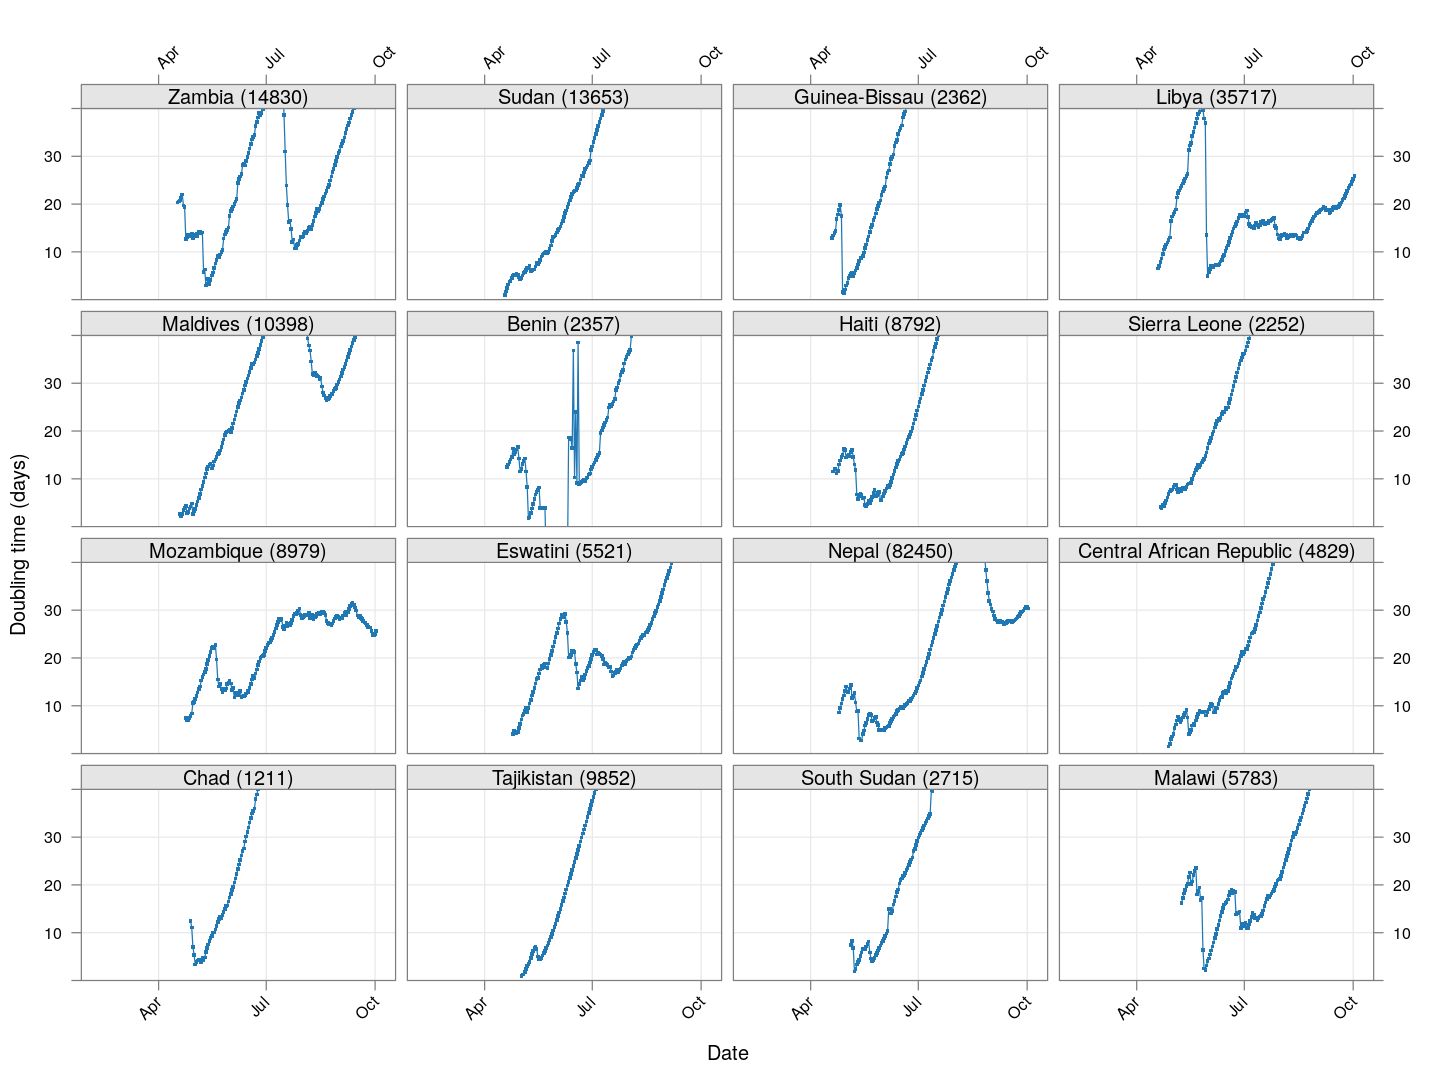 Apr Jul Oct Apr Jul Oct Apr Jul Oct Apr Jul Oct
Zambia (14830) Sudan (13653) Guinea-Bissau (2362) Libya (35717)
30 30
20 20
10 10
Maldives (10398) Benin (2357) Haiti (8792) Sierra Leone (2252)
30 30
20 20
10 10
Mozambique (8979) Eswatini (5521) Nepal (82450) Central African Republic (4829)
30 30
20 20
10 10
Chad (1211) Tajikistan (9852) South Sudan (2715) Malawi (5783)
30 30
20 20
10 10
Apr Jul Oct Apr Jul Oct Apr Jul Oct Apr Jul Oct
Doubling time (days)
Date